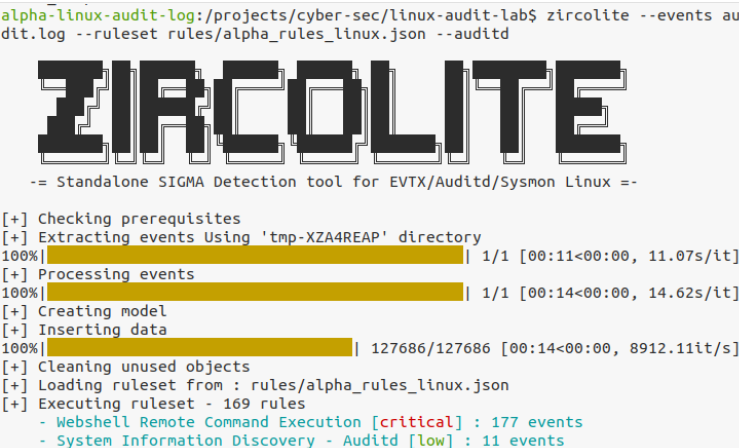 alpha-linux-audit-log:/projects/cyber-sec/linux-audit-lab$ zircolite --events au
dit.log --ruleset rules/alpha_rules_linux.json --auditd
ZIRCOLITE
-= Standalone SIGMA Detection tool for EVTX/Auditd/Sysmon Linux =-
[+] Checking prerequisites
[+] Extracting events Using 'tmp-XZA4REAP' directory
100%| | 1/1 [00:11<00:00, 11.07s/it]
[+] Processing events
100%| | 1/1 [00:14<00:00, 14.62s/it]
[+] Creating model
[+] Inserting data
100%| | 127686/127686 [00:14<00:00, 8912.11it/s]
[+] Cleaning unused objects
[+] Loading ruleset from : rules/alpha_rules_linux.json
[+] Executing ruleset - 169 rules
- Webshell Remote Command Execution [critical] : 177 events
- System Information Discovery - Auditd [low] : 11 events